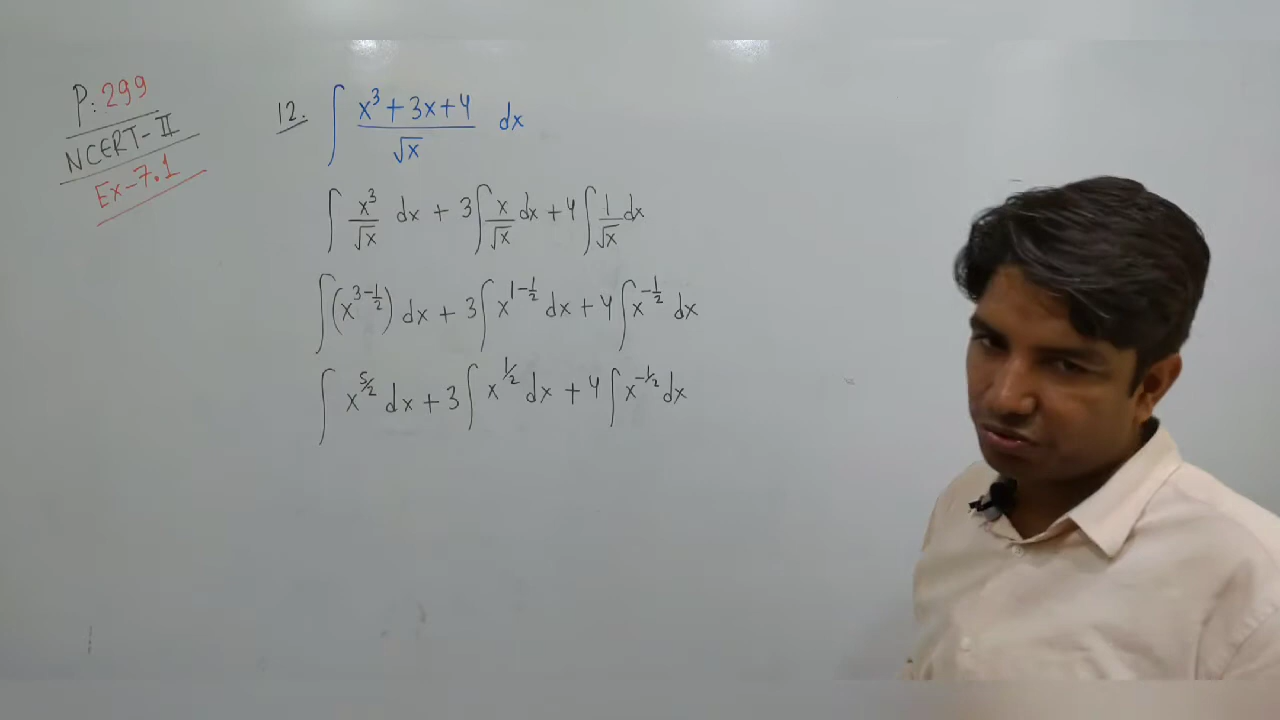 P: 299
NCERT-II
Ex-7.1
12. ∫ (x³ + 3x + 4)/√x dx
∫ x³/√x dx + 3∫ x/√x dx + 4∫ 1/√x dx
∫ (x^(3-1/2)) dx + 3∫ x^(1-1/2) dx + 4∫ x^(-1/2) dx
∫ x^(5/2) dx + 3∫ x^(1/2) dx + 4∫ x^(-1/2) dx